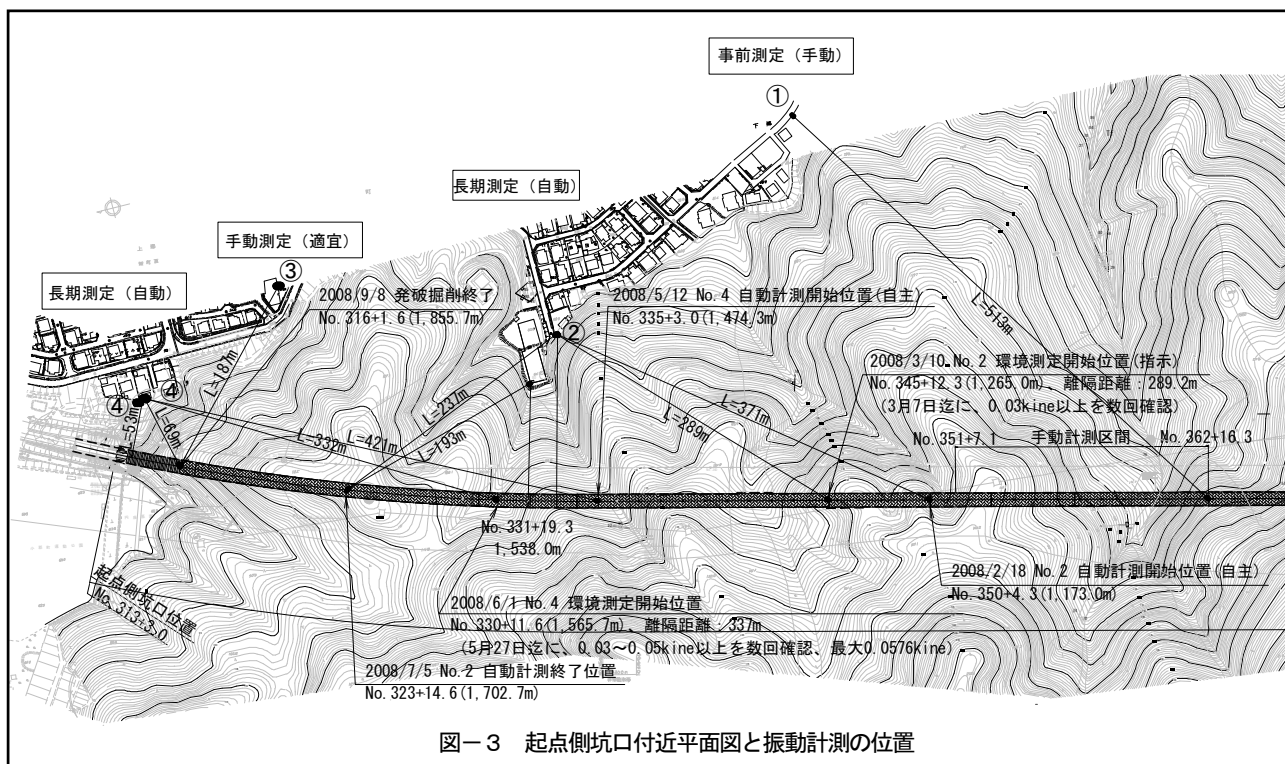 事前測定（手動）
①
長期測定（自動）
手動測定（適宜）
③
長期測定（自動）
2008/9/8 発破掘削終了
No.316+1.6(1,855.7m)
2008/5/12 No.4 自動計測開始位置(自主)
No.335+3.0(1,474.3m)
②
L=513m
2008/3/10 No.2 環境測定開始位置(指示)
No.345+12.3(1,265.0m)、離隔距離：289.2m
（3月7日迄に、0.03kine以上を数回確認）
④
④
L=53m
L=69m
L=187m
L=332m
L=421m
L=237m
L=193m
L=289m
L=371m
No.351+7.1 手動計測区間 No.362+16.3
No.331+19.3
1,538.0m
起点側坑口位置
No.313+3.0
2008/2/18 No.2 自動計測開始位置(自主)
No.350+4.3(1,173.0m)
2008/6/1 No.4 環境測定開始位置
No.330+11.6(1,565.7m)、離隔距離：337m
（5月27日迄に、0.03～0.05kine以上を数回確認、最大0.0576kine）
2008/7/5 No.2 自動計測終了位置
No.323+14.6(1,702.7m)
図－3 起点側坑口付近平面図と振動計測の位置